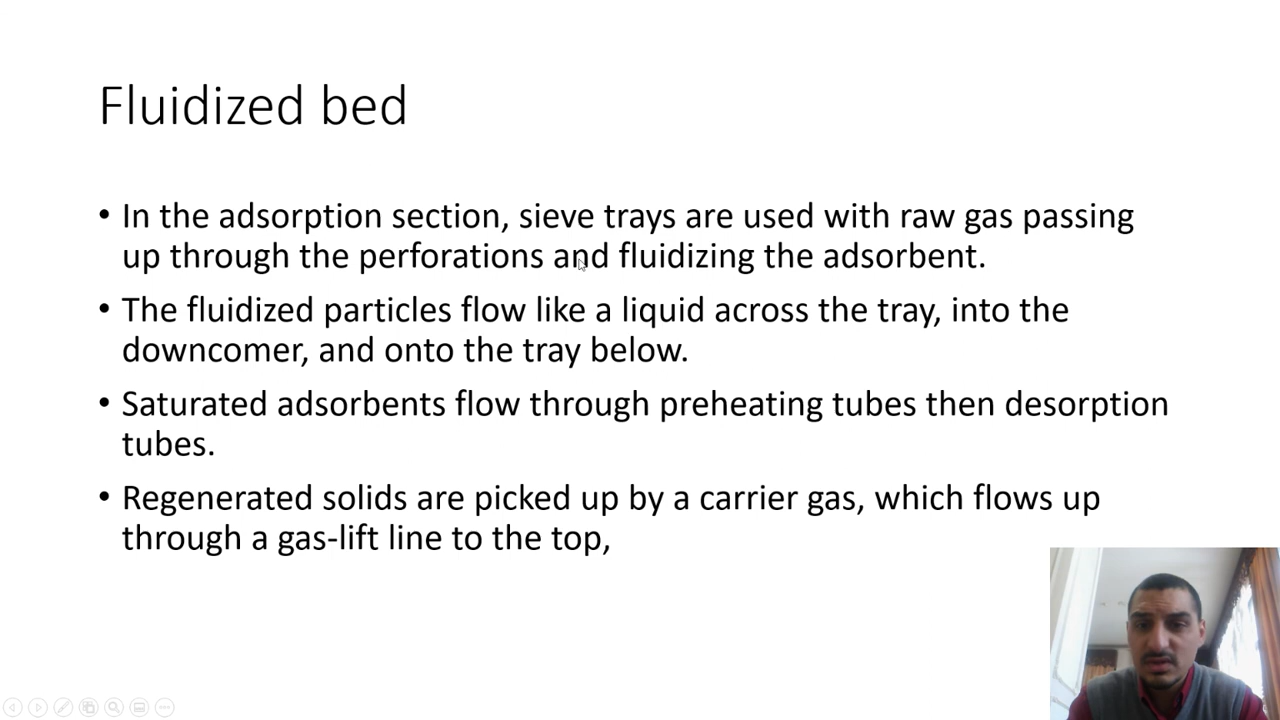 Fluidized bed
• In the adsorption section, sieve trays are used with raw gas passing
up through the perforations and fluidizing the adsorbent.
• The fluidized particles flow like a liquid across the tray, into the
downcomer, and onto the tray below.
• Saturated adsorbents flow through preheating tubes then desorption
tubes.
• Regenerated solids are picked up by a carrier gas, which flows up
through a gas-lift line to the top,